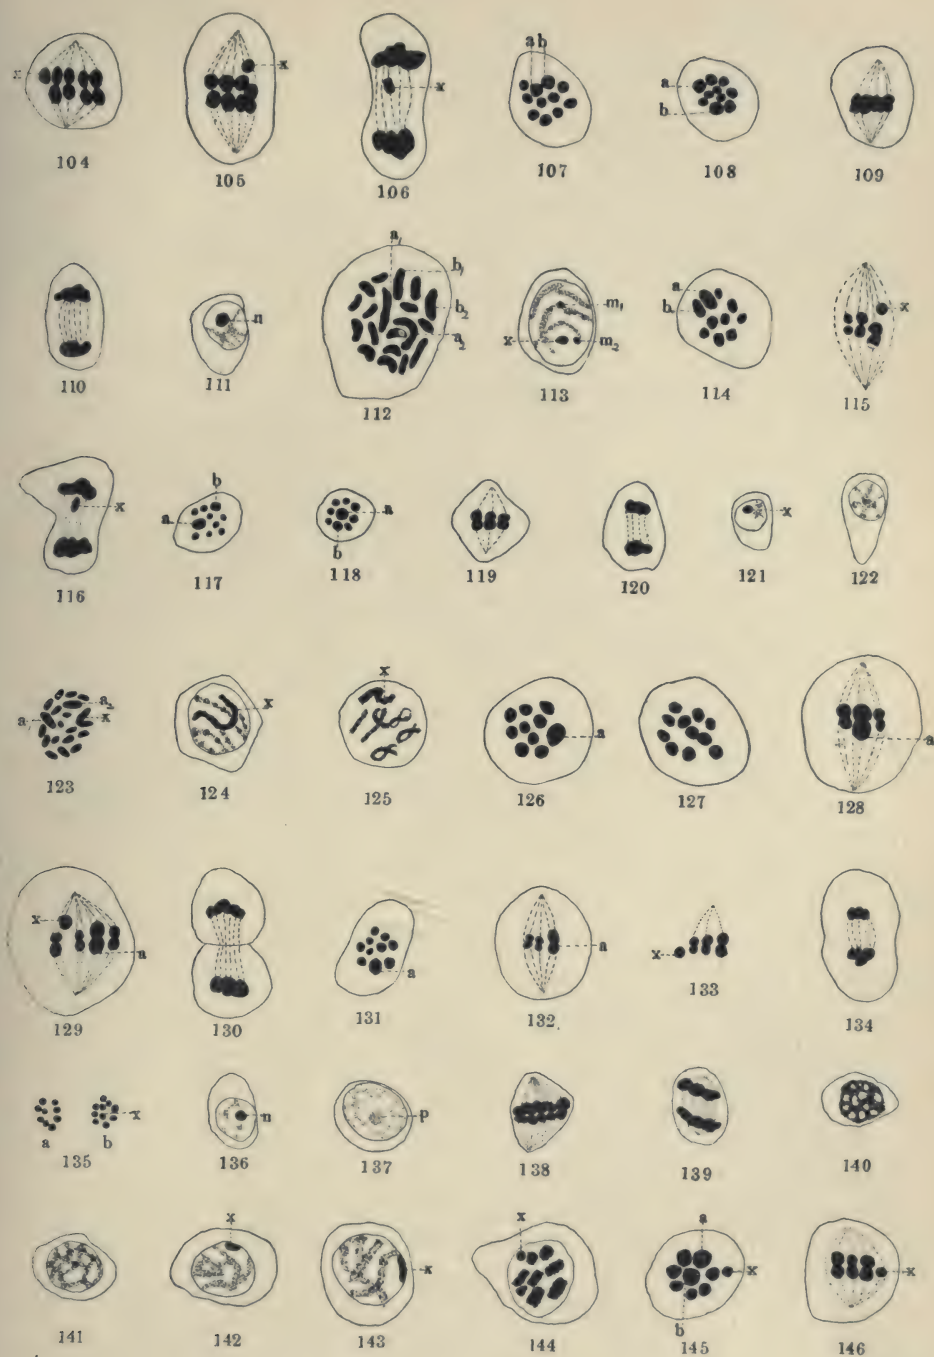 x
104
x
105
x
106
a b
107
a
b
108
109
110
n
111
a1
b1
b2
a2
112
m1
x
m2
113
a
b
114
x
115
x
116
b
a
117
a
b
118
119
120
x
121
122
a1
a2
x
123
x
124
x
125
a
126
127
a
128
x
a
129
130
a
131
a
132.
x
133
134
a
b
x
135
n
136
p
137
138
139
140
141
x
142
x
143
x
144
a
x
b
145
x
146